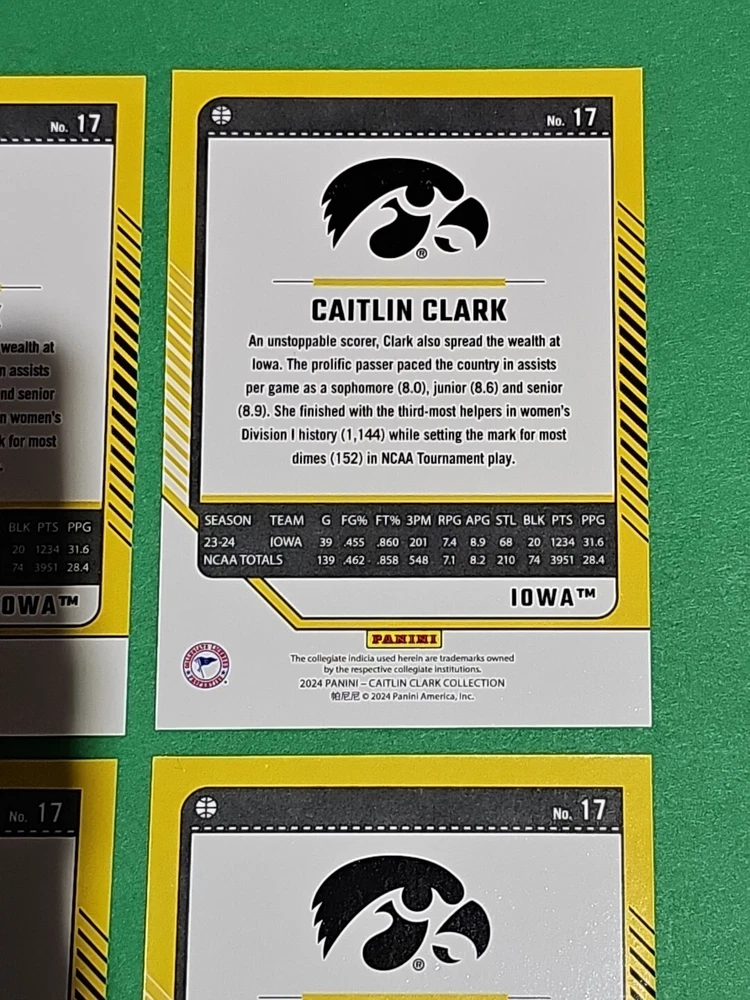 No. 17
wealth at
n assists
nd senior
n women's
k for most
BLK PTS PPG
20 1234 31.6
74 3951 28.4
OWA™
No. 17
®
CAITLIN CLARK
An unstoppable scorer, Clark also spread the wealth at
Iowa. The prolific passer paced the country in assists
per game as a sophomore (8.0), junior (8.6) and senior
(8.9). She finished with the third-most helpers in women's
Division I history (1,144) while setting the mark for most
dimes (152) in NCAA Tournament play.
SEASON TEAM G FG% FT% 3PM RPG APG STL BLK PTS PPG
23-24 IOWA 39 .455 .860 201 7.4 8.9 68 20 1234 31.6
NCAA TOTALS 139 .462 .858 548 7.1 8.2 210 74 3951 28.4
IOWA™
PANINI
COLLEGIATE LICENSED
The collegiate indicia used herein are trademarks owned
by the respective collegiate institutions.
2024 PANINI – CAITLIN CLARK COLLECTION
帕尼尼 © 2024 Panini America, Inc.
No. 17
No. 17
®